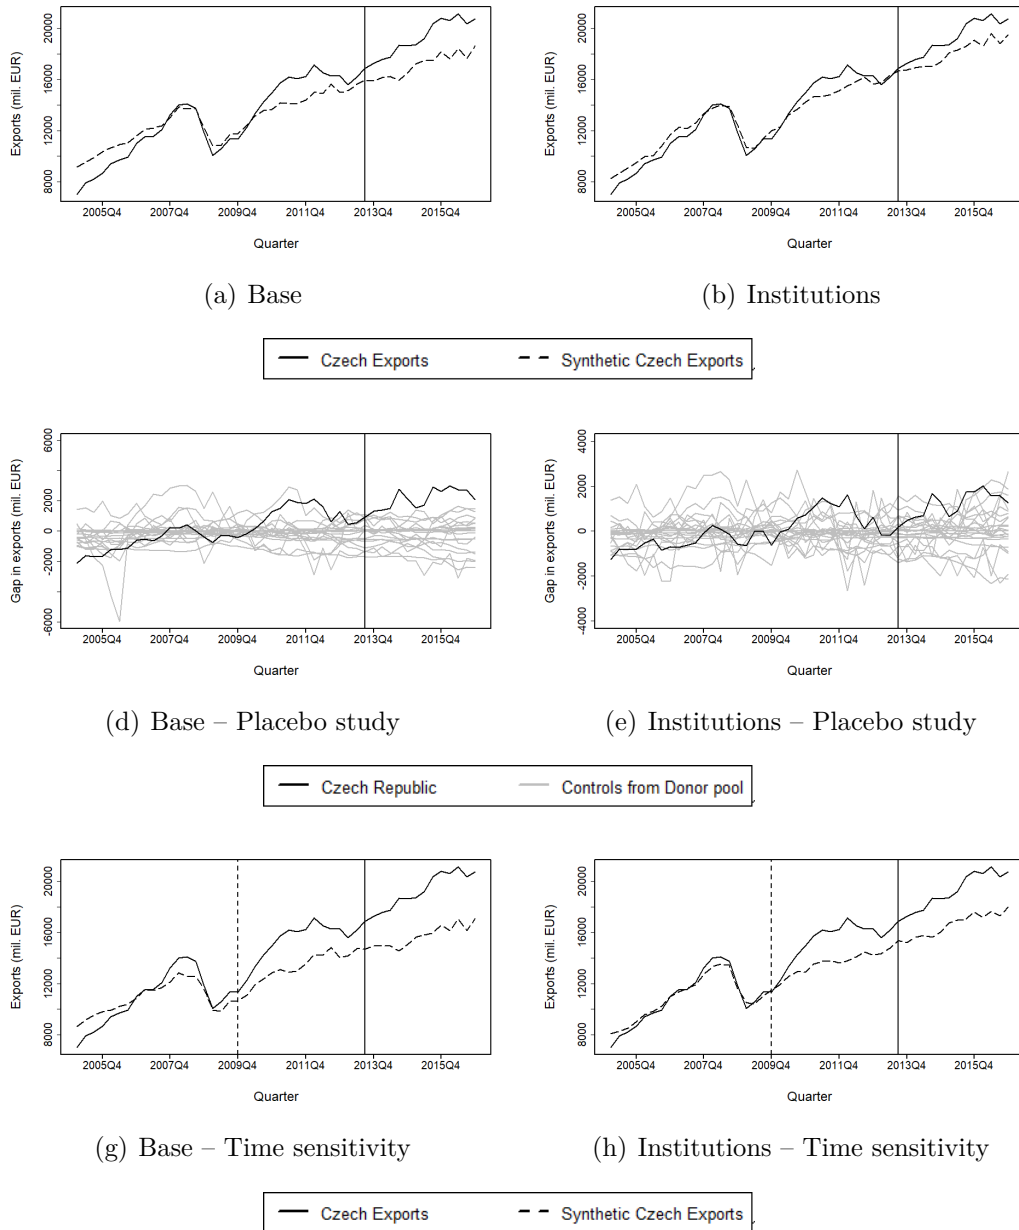 Exports (mil. EUR)
8000 12000 16000 20000
2005Q4 2007Q4 2009Q4 2011Q4 2013Q4 2015Q4
Quarter
(a) Base
Exports (mil. EUR)
8000 12000 16000 20000
2005Q4 2007Q4 2009Q4 2011Q4 2013Q4 2015Q4
Quarter
(b) Institutions
Czech Exports Synthetic Czech Exports
Gap in exports (mil. EUR)
-6000 -2000 0 2000 6000
2005Q4 2007Q4 2009Q4 2011Q4 2013Q4 2015Q4
Quarter
(d) Base – Placebo study
Gap in exports (mil. EUR)
-4000 -2000 0 2000 4000
2005Q4 2007Q4 2009Q4 2011Q4 2013Q4 2015Q4
Quarter
(e) Institutions – Placebo study
Czech Republic Controls from Donor pool
Exports (mil. EUR)
8000 12000 16000 20000
2005Q4 2007Q4 2009Q4 2011Q4 2013Q4 2015Q4
Quarter
(g) Base – Time sensitivity
Exports (mil. EUR)
8000 12000 16000 20000
2005Q4 2007Q4 2009Q4 2011Q4 2013Q4 2015Q4
Quarter
(h) Institutions – Time sensitivity
Czech Exports Synthetic Czech Exports